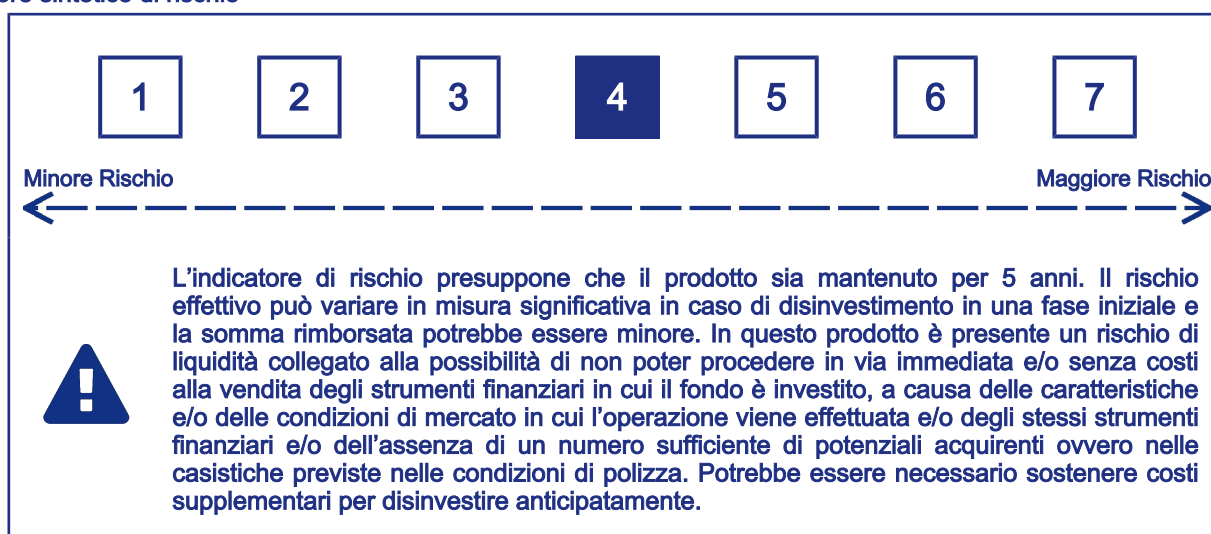 sintetico di rischio
1 2 3 4 5 6 7
Minore Rischio Maggiore Rischio
L'indicatore di rischio presuppone che il prodotto sia mantenuto per 5 anni. Il rischio
effettivo può variare in misura significativa in caso di disinvestimento in una fase iniziale e
la somma rimborsata potrebbe essere minore. In questo prodotto è presente un rischio di
liquidità collegato alla possibilità di non poter procedere in via immediata e/o senza costi
alla vendita degli strumenti finanziari in cui il fondo è investito, a causa delle caratteristiche
e/o delle condizioni di mercato in cui l'operazione viene effettuata e/o degli stessi strumenti
finanziari e/o dell'assenza di un numero sufficiente di potenziali acquirenti ovvero nelle
casistiche previste nelle condizioni di polizza. Potrebbe essere necessario sostenere costi
supplementari per disinvestire anticipatamente.